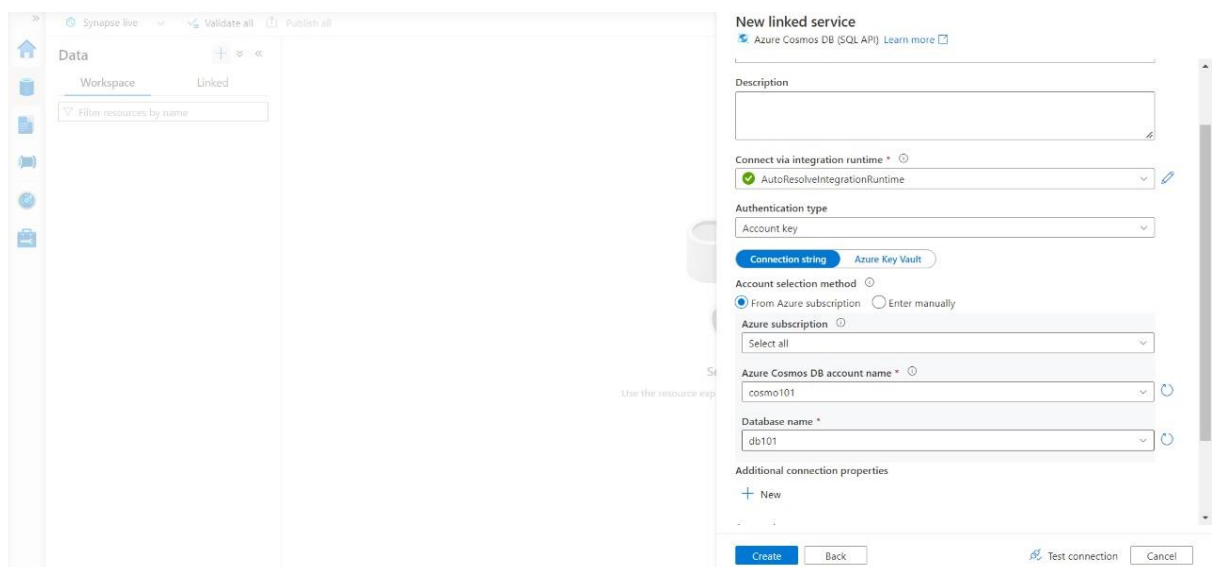 Synapse live
Validate all
Publish all
Data
Workspace
Linked
Filter resources by name
Se
Use the resource exp
New linked service
Azure Cosmos DB (SQL API) Learn more
Description
Connect via integration runtime *
AutoResolveIntegrationRuntime
Authentication type
Account key
Connection string
Azure Key Vault
Account selection method
From Azure subscription
Enter manually
Azure subscription
Select all
Azure Cosmos DB account name *
cosmo101
Database name *
db101
Additional connection properties
New
Create
Back
Test connection
Cancel